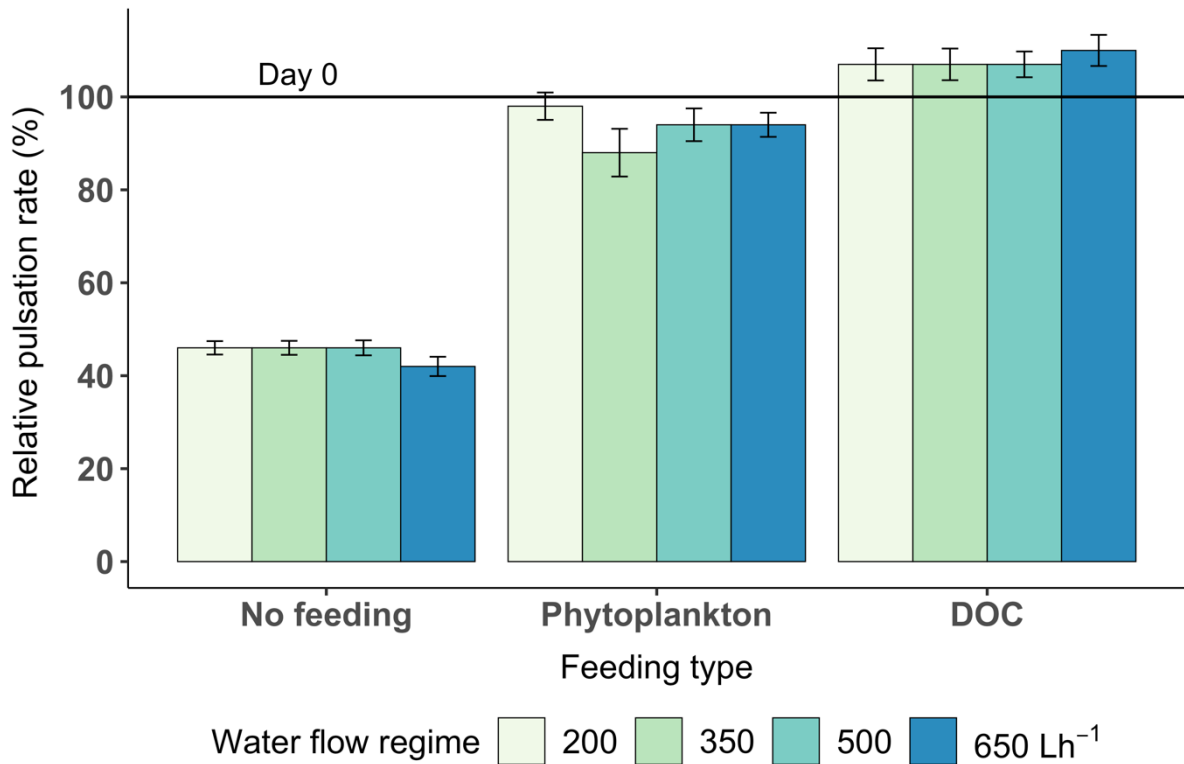 Relative pulsation rate (%)
Day 0
100
80
60
40
20
0
No feeding Phytoplankton DOC
Feeding type
Water flow regime 200 350 500 650 Lh⁻¹